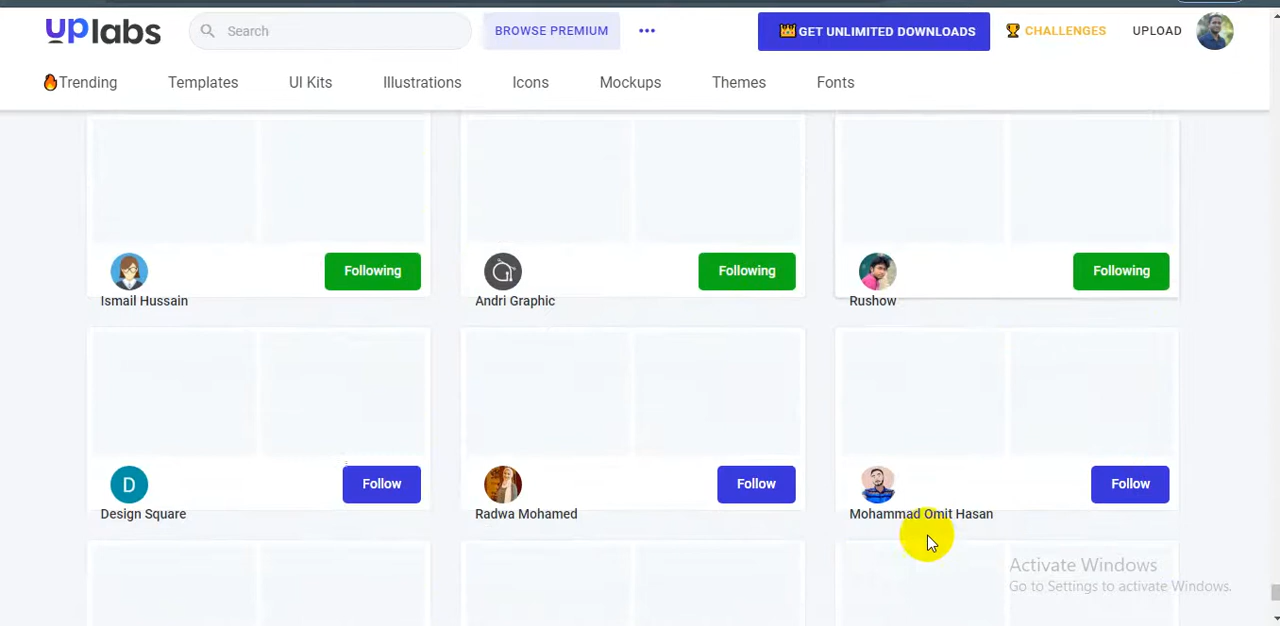 uplabs
Search
BROWSE PREMIUM
GET UNLIMITED DOWNLOADS
CHALLENGES
UPLOAD
Trending
Templates
UI Kits
Illustrations
Icons
Mockups
Themes
Fonts
Following
Following
Following
Ismail Hussain
Andri Graphic
Rushow
D
Follow
Follow
Follow
Design Square
Radwa Mohamed
Mohammad Omit Hasan
Activate Windows
Go to Settings to activate Windows.